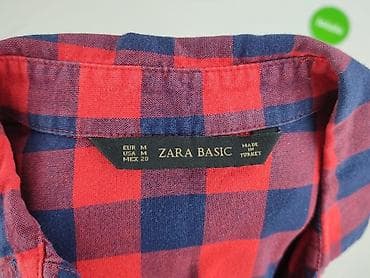 EUR M
USA M
MEX 28
ZARA BASIC
MADE
IN
TURKEY